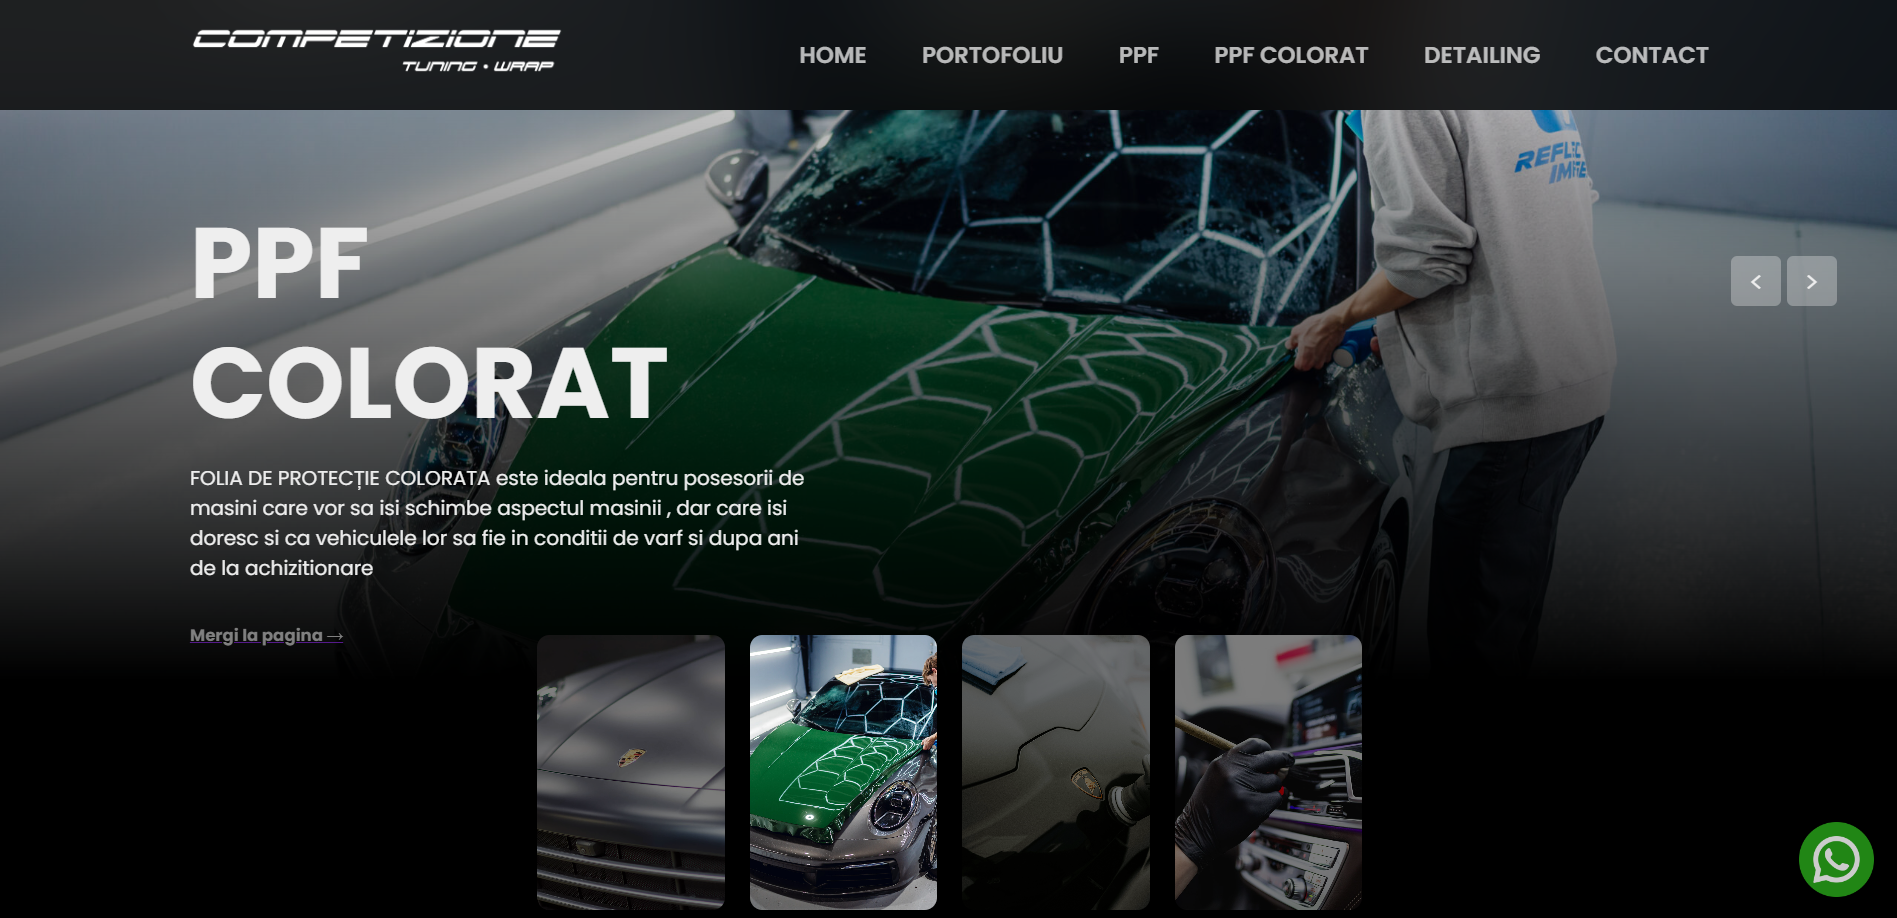 COMPETIZIONE
TUNING • WRAP
HOME PORTOFOLIU PPF PPF COLORAT DETAILING CONTACT
REFLEC
PPF
COLORAT
FOLIA DE PROTECȚIE COLORATA este ideala pentru posesorii de
masini care vor sa isi schimbe aspectul masinii , dar care isi
doresc si ca vehiculele lor sa fie in conditii de varf si dupa ani
de la achizitionare
Mergi la pagina →